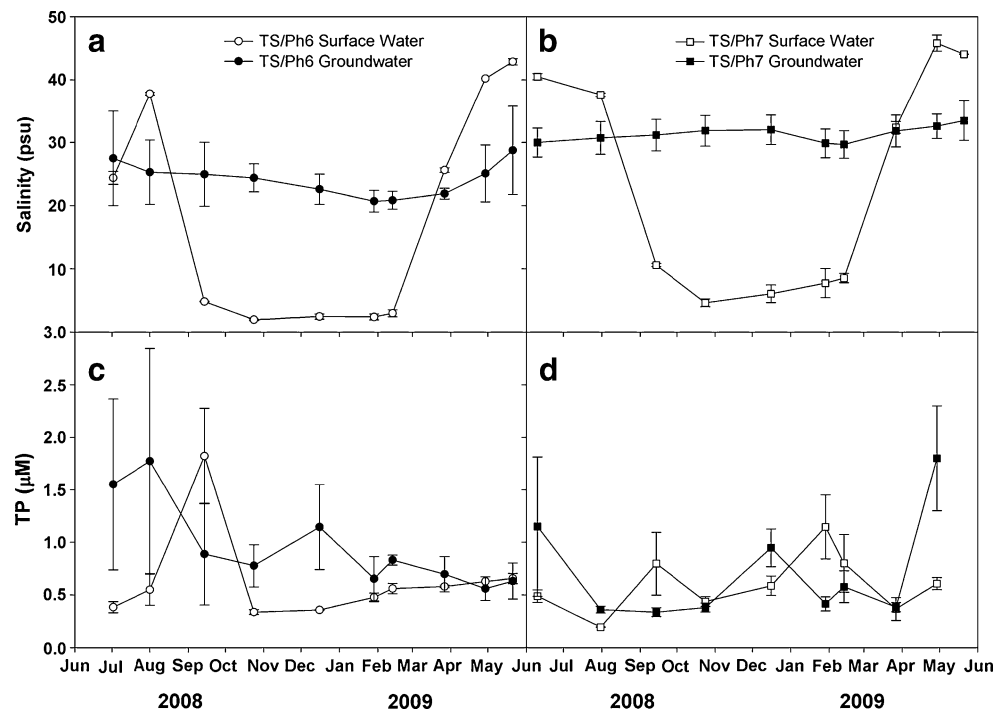 a
TS/Ph6 Surface Water
TS/Ph6 Groundwater
b
TS/Ph7 Surface Water
TS/Ph7 Groundwater
Salinity (psu)
50
40
30
20
10
3.0
c
d
TP (μM)
2.5
2.0
1.5
1.0
0.5
0.0
Jun Jul Aug Sep Oct Nov Dec Jan Feb Mar Apr May Jun Jul Aug Sep Oct Nov Dec Jan Feb Mar Apr May Jun
2008 2009 2008 2009